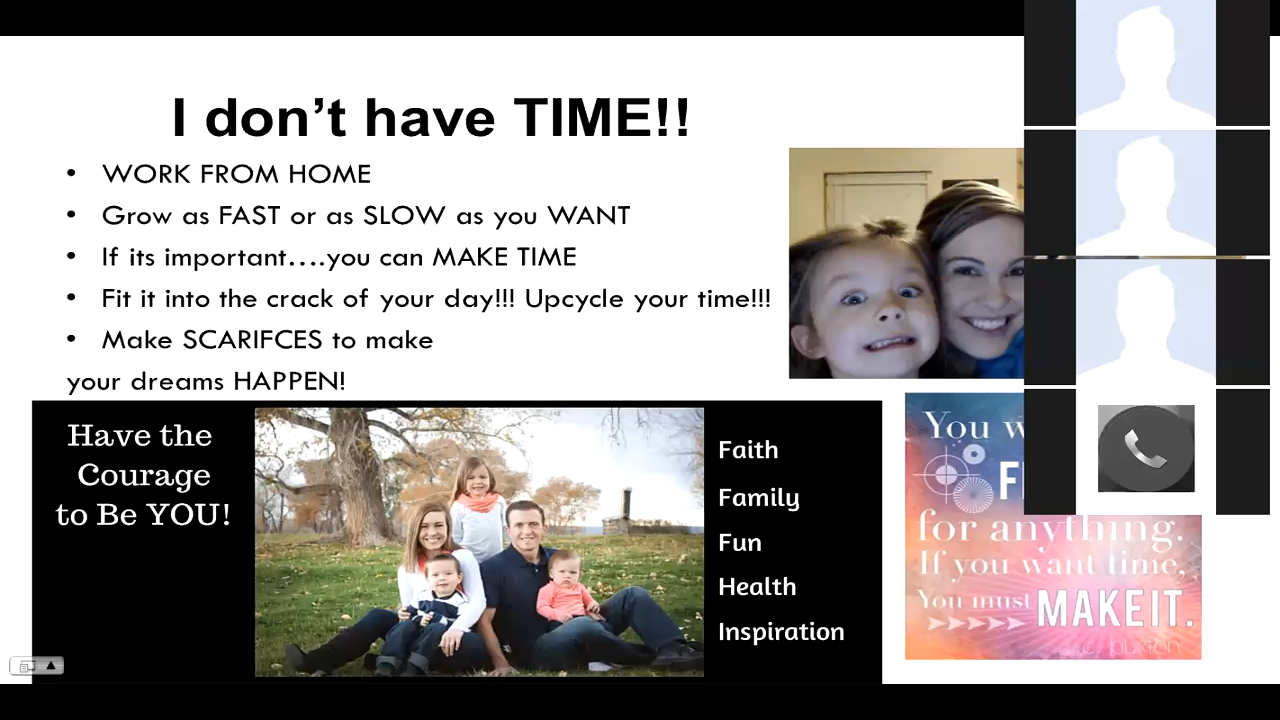 I don't have TIME!!
• WORK FROM HOME
• Grow as FAST or as SLOW as you WANT
• If its important....you can MAKE TIME
• Fit it into the crack of your day!!! Upcycle your time!!!
• Make SCARIFCES to make
your dreams HAPPEN!
Have the
Courage
to Be YOU!
Faith
Family
Fun
Health
Inspiration
You
for anything.
If you want time,
You must MAKE IT.